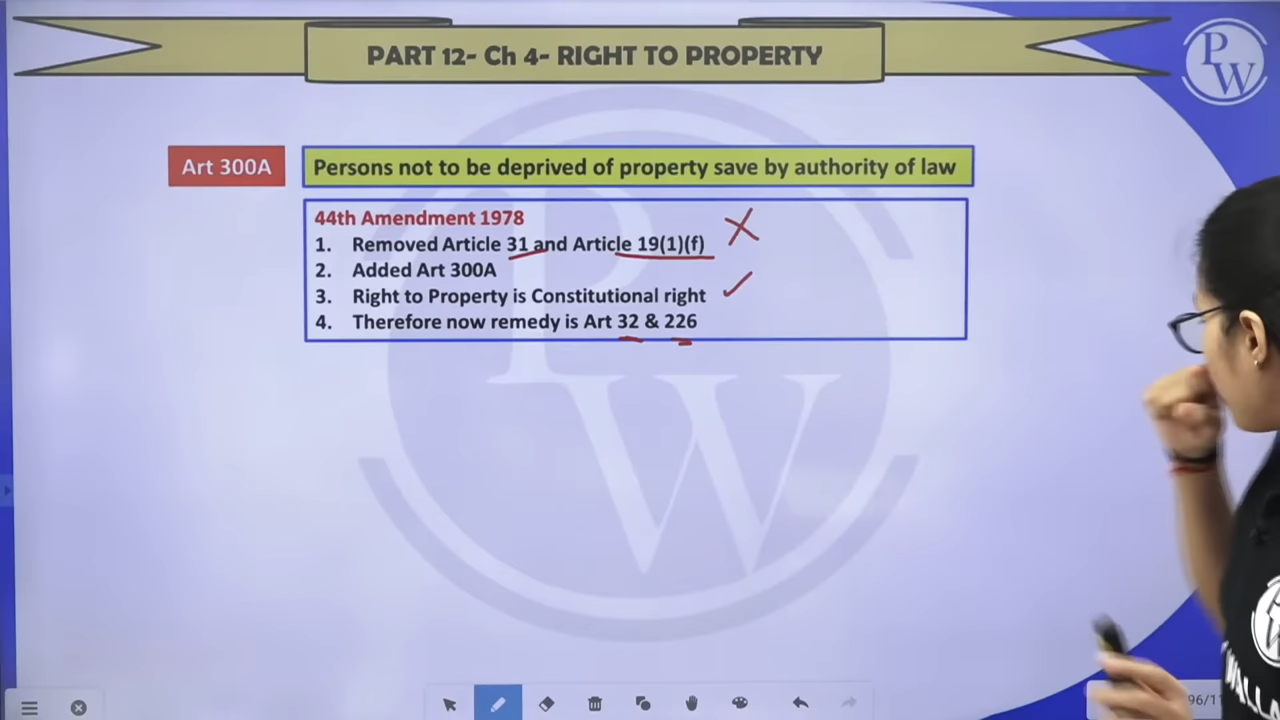 PART 12- Ch 4- RIGHT TO PROPERTY
PW
Art 300A
Persons not to be deprived of property save by authority of law
44th Amendment 1978
1. Removed Article 31 and Article 19(1)(f)
2. Added Art 300A
3. Right to Property is Constitutional right
4. Therefore now remedy is Art 32 & 226
PW